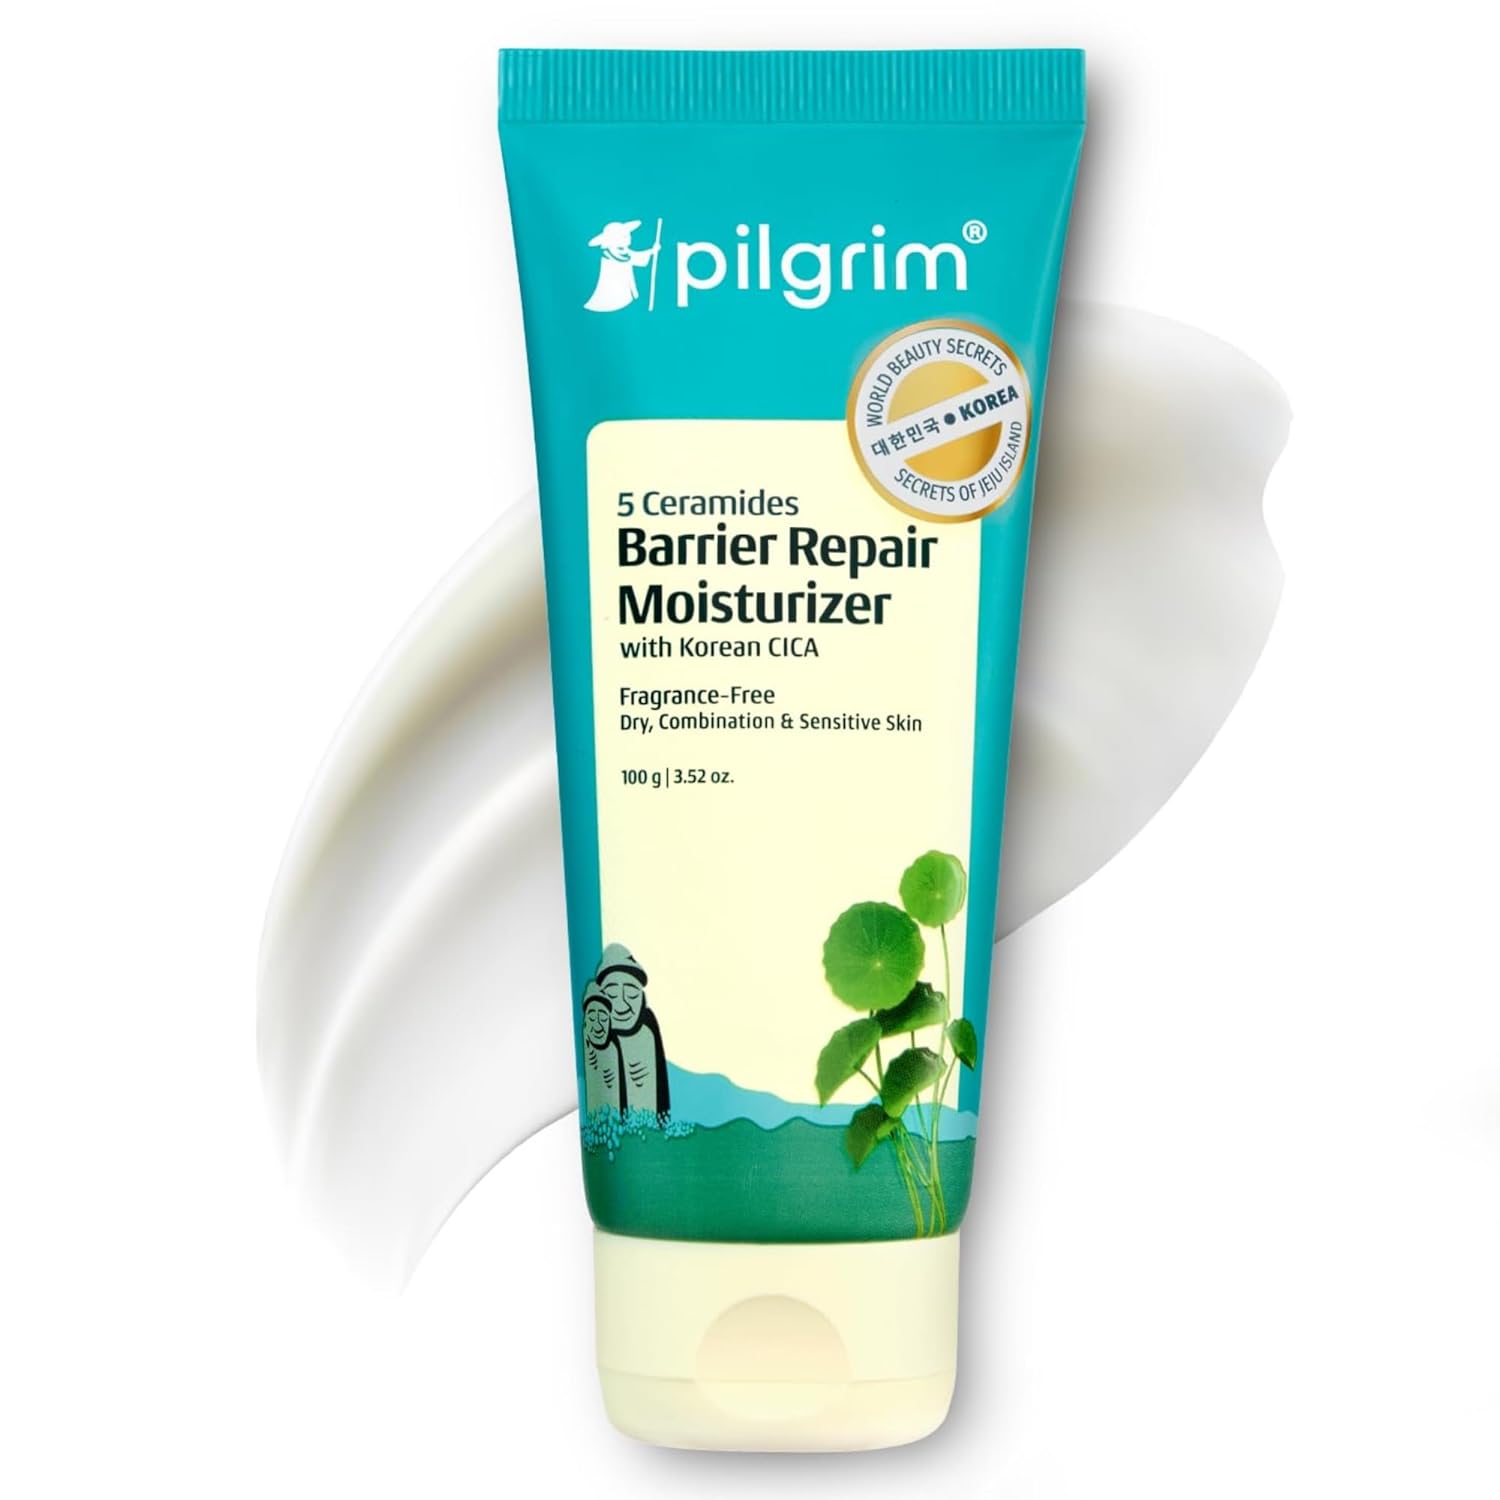 pilgrim®
WORLD BEAUTY SECRETS
대한민국 • KOREA
SECRETS OF JEJU ISLAND
5 Ceramides
Barrier Repair
Moisturizer
with Korean CICA
Fragrance-Free
Dry, Combination & Sensitive Skin
100 g | 3.52 oz.